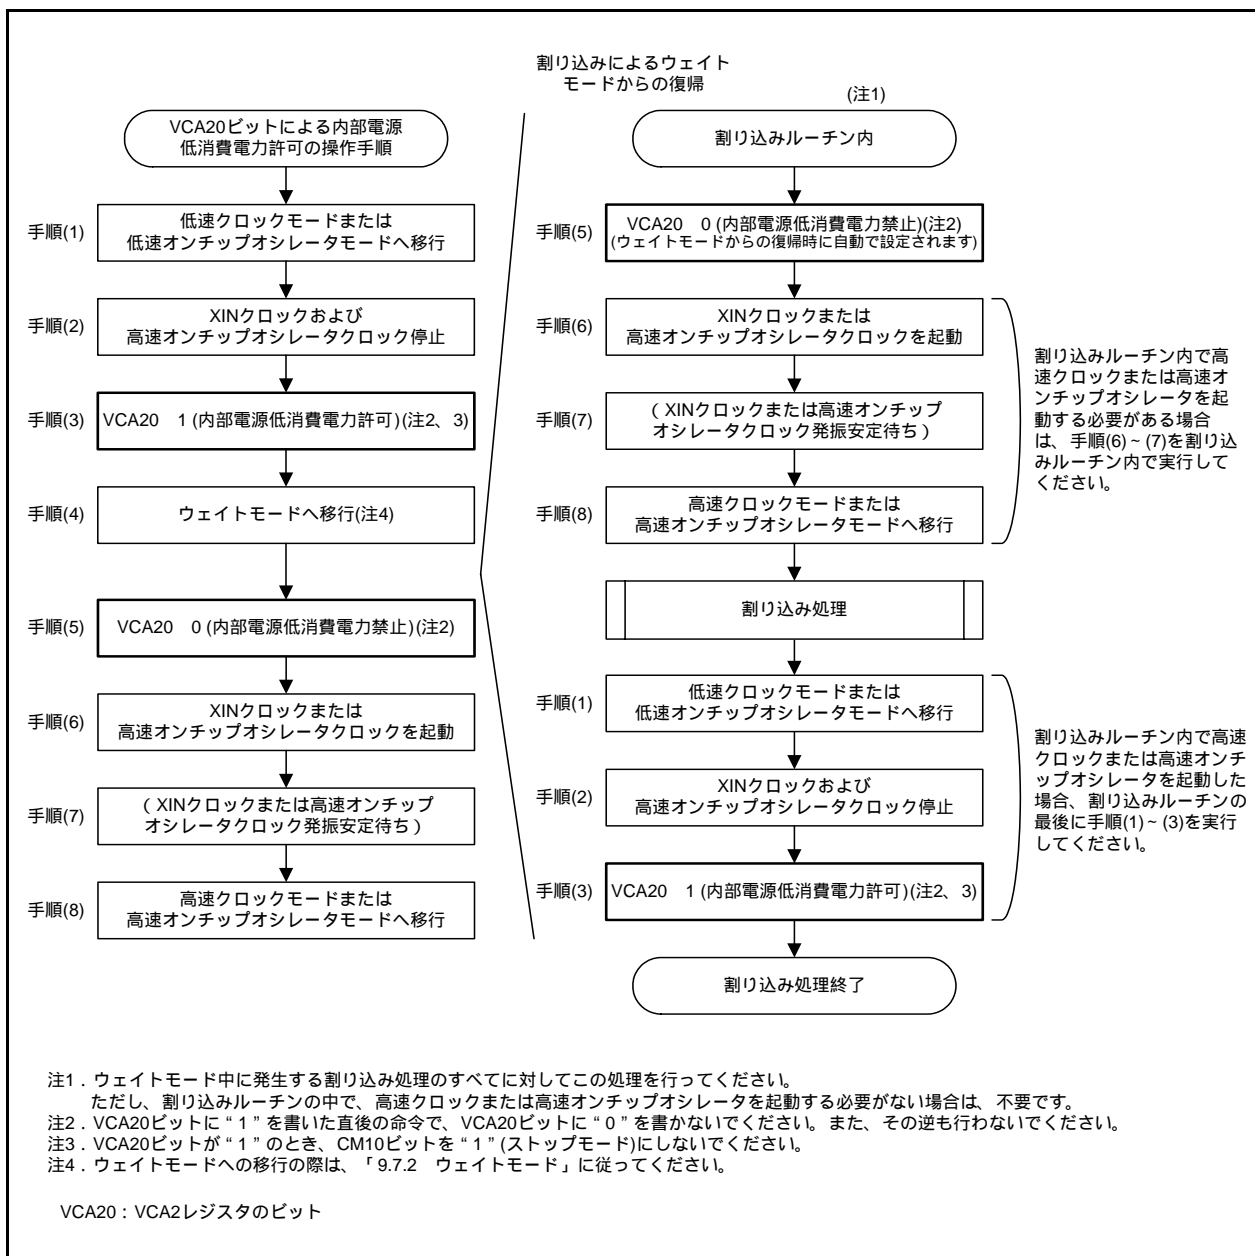 割り込みによるウェイト
モードからの復帰
VCA20ビットによる内部電源
低消費電力許可の操作手順
手順(1)
低速クロックモードまたは
低速オンチップオシレータモードへ移行
手順(2)
XINクロックおよび
高速オンチップオシレータクロック停止
手順(3)
VCA20 1 (内部電源低消費電力許可)(注2、3)
手順(4)
ウェイトモードへ移行(注4)
手順(5)
VCA20 0 (内部電源低消費電力禁止)(注2)
手順(6)
XINクロックまたは
高速オンチップオシレータクロックを起動
手順(7)
(XINクロックまたは高速オンチップ
オシレータクロック発振安定待ち)
手順(8)
高速クロックモードまたは
高速オンチップオシレータモードへ移行
(注1)
割り込みルーチン内
手順(5)
VCA20 0 (内部電源低消費電力禁止)(注2)
(ウェイトモードからの復帰時に自動で設定されます)
手順(6)
XINクロックまたは
高速オンチップオシレータクロックを起動
手順(7)
(XINクロックまたは高速オンチップ
オシレータクロック発振安定待ち)
手順(8)
高速クロックモードまたは
高速オンチップオシレータモードへ移行
割り込みルーチン内で高
速クロックまたは高速オ
ンチップオシレータを起
動する必要がある場合
は、手順(6)~(7)を割り込
みルーチン内で実行して
ください。
割り込み処理
手順(1)
低速クロックモードまたは
低速オンチップオシレータモードへ移行
手順(2)
XINクロックおよび
高速オンチップオシレータクロック停止
手順(3)
VCA20 1 (内部電源低消費電力許可)(注2、3)
割り込みルーチン内で高速
クロックまたは高速オンチ
ップオシレータを起動した
場合、割り込みルーチンの
最後に手順(1)~(3)を実行
してください。
割り込み処理終了
注1.ウェイトモード中に発生する割り込み処理のすべてに対してこの処理を行ってください。
ただし、割り込みルーチンの中で、高速クロックまたは高速オンチップオシレータを起動する必要がない場合は、不要です。
注2.VCA20ビットに“1”を書いた直後の命令で、VCA20ビットに“0”を書かないでください。また、その逆も行わないでください。
注3.VCA20ビットが“1”のとき、CM10ビットを“1”(ストップモード)にしないでください。
注4.ウェイトモードへの移行の際は、「9.7.2 ウェイトモード」に従ってください。
VCA20:VCA2レジスタのビット